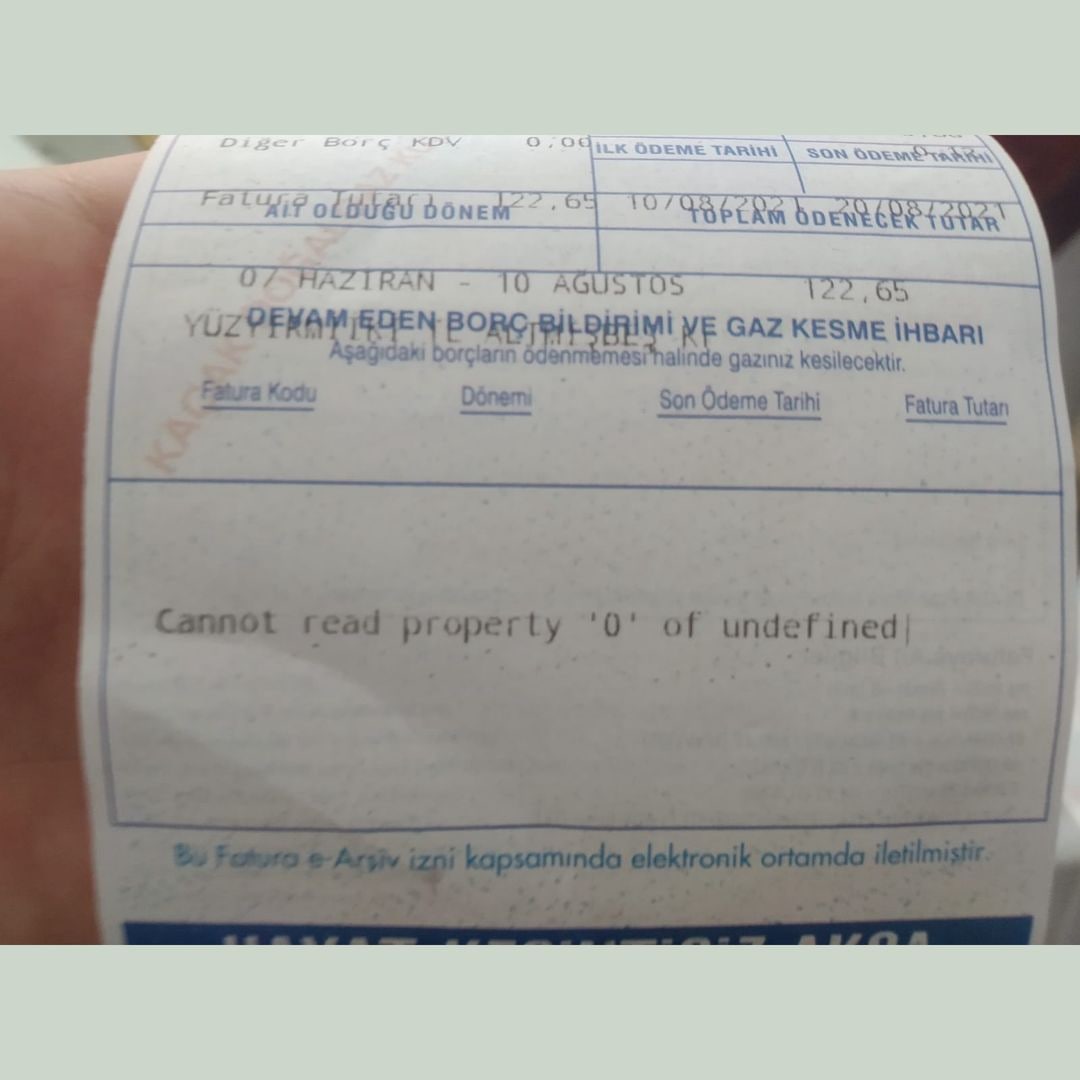 Diğer Borç KDV 0,00
İLK ÖDEME TARİHİ SON ÖDEME TARİHİ
Fatura Tutarı 122,65 10/08/2021 20/08/2021
AİT OLDUĞU DÖNEM TOPLAM ÖDENECEK TUTAR
07 HAZİRAN - 10 AĞUSTOS 122,65
DEVAM EDEN BORÇ BİLDİRİMİ VE GAZ KESME İHBARI
Aşağıdaki borçların ödenmemesi halinde gazınız kesilecektir.
Fatura Kodu Dönemi Son Ödeme Tarihi Fatura Tutarı
Cannot read property '0' of undefined|
Bu Fatura e-Arşiv izni kapsamında elektronik ortamda iletilmiştir.